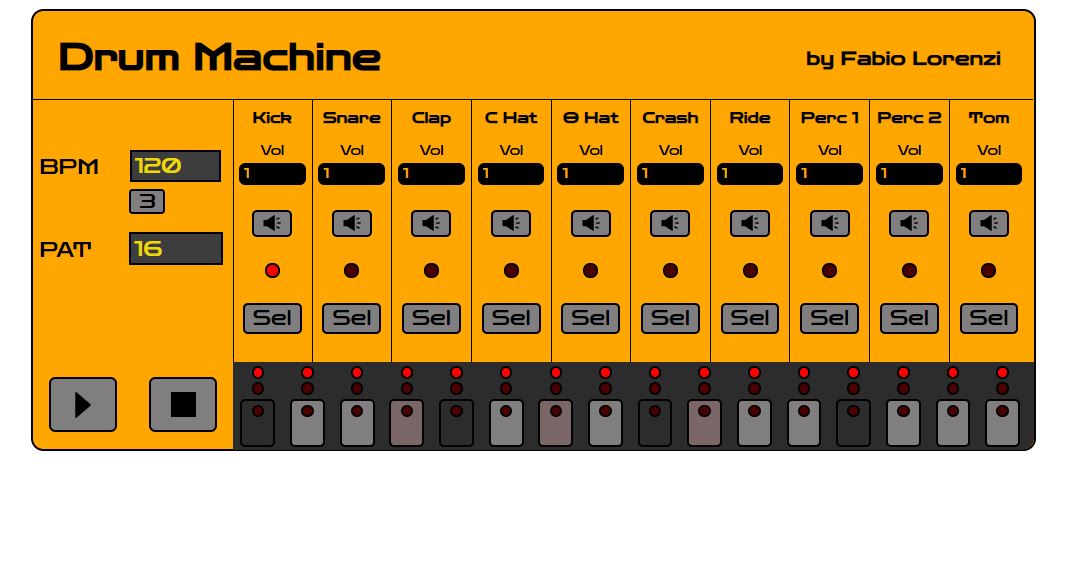 Drum Machine
by Fabio Lorenzi
Kick Snare Clap C Hat O Hat Crash Ride Perc 1 Perc 2 Tom
Vol Vol Vol Vol Vol Vol Vol Vol Vol Vol
BPM 120 1 1 1 1 1 1 1 1 1 1
3
PAT 16
Sel Sel Sel Sel Sel Sel Sel Sel Sel Sel